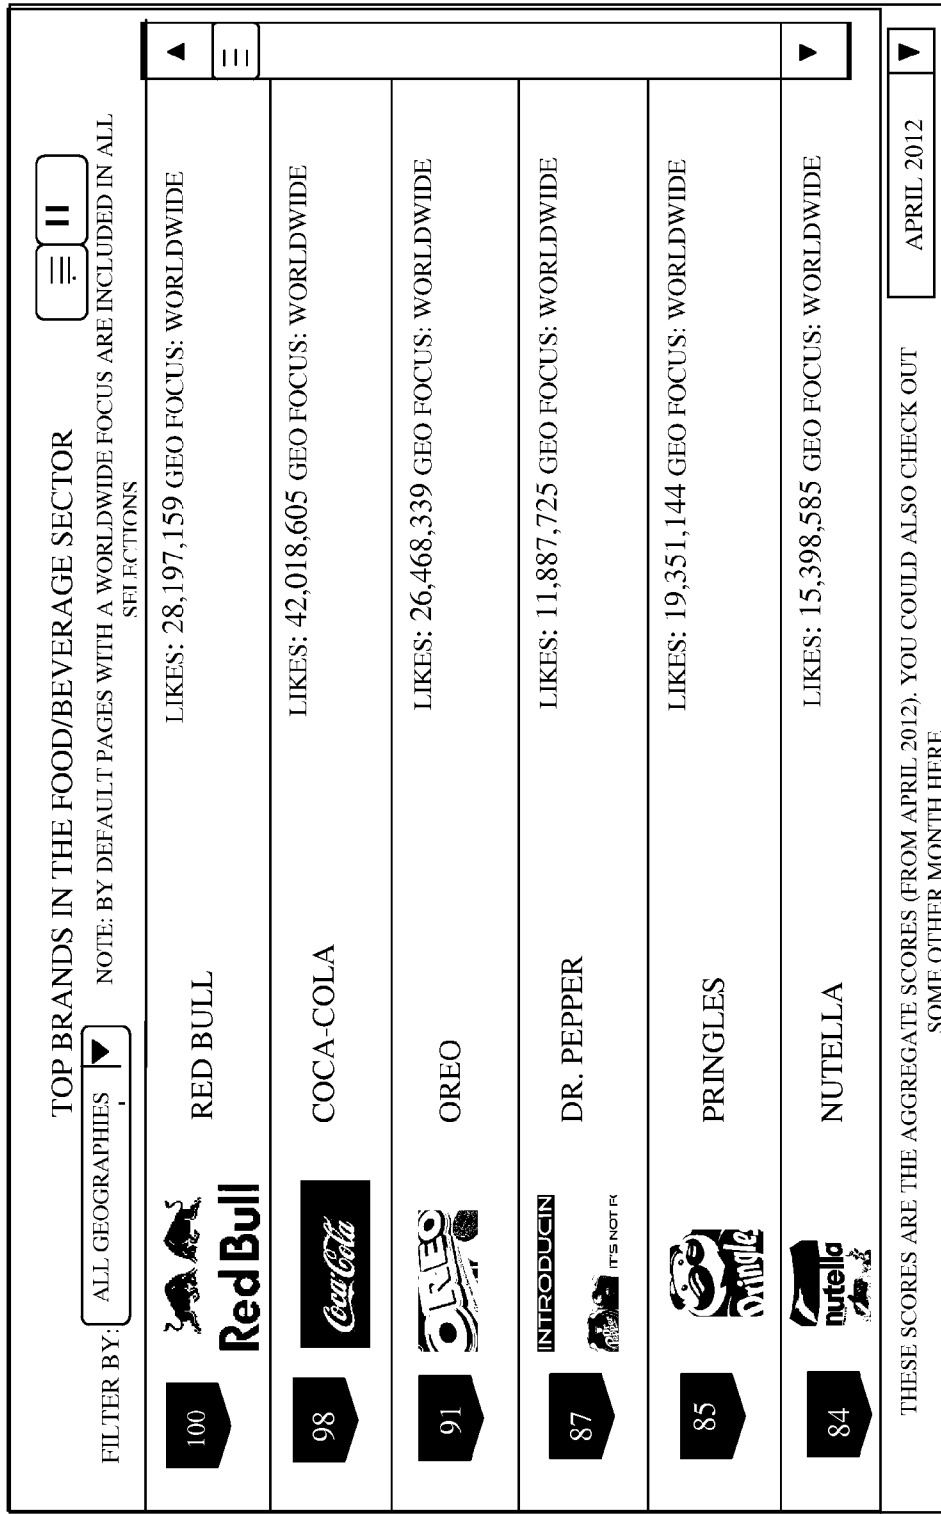 TOP BRANDS IN THE FOOD/BEVERAGE SECTOR
FILTER BY: ALL GEOGRAPHIES NOTE: BY DEFAULT PAGES WITH A WORLDWIDE FOCUS ARE INCLUDED IN ALL
SELECTIONS
100 RedBull RED BULL LIKES: 28,197,159 GEO FOCUS: WORLDWIDE
98 Coca-Cola COCA-COLA LIKES: 42,018,605 GEO FOCUS: WORLDWIDE
91 OREO OREO LIKES: 26,468,339 GEO FOCUS: WORLDWIDE
87 INTRODUCIN DR. PEPPER LIKES: 11,887,725 GEO FOCUS: WORLDWIDE
IT'S NOT F
85 Pringles PRINGLES LIKES: 19,351,144 GEO FOCUS: WORLDWIDE
84 nutella NUTELLA LIKES: 15,398,585 GEO FOCUS: WORLDWIDE
THESE SCORES ARE THE AGGREGATE SCORES (FROM APRIL 2012). YOU COULD ALSO CHECK OUT APRIL 2012
SOME OTHER MONTH HERE